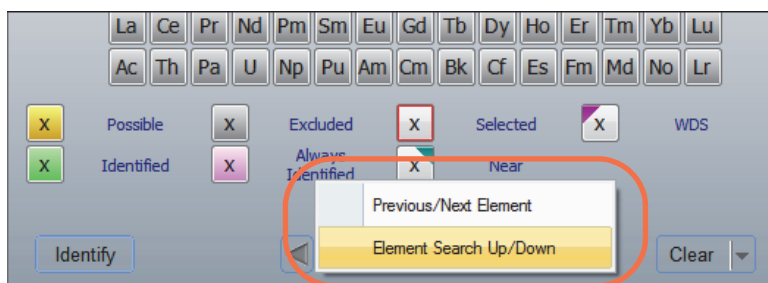 La Ce Pr Nd Pm Sm Eu Gd Tb Dy Ho Er Tm Yb Lu
Ac Th Pa U Np Pu Am Cm Bk Cf Es Fm Md No Lr
X Possible X Excluded X Selected X WDS
X Identified X Always Identified X Near
Previous/Next Element
Element Search Up/Down
Identify Clear